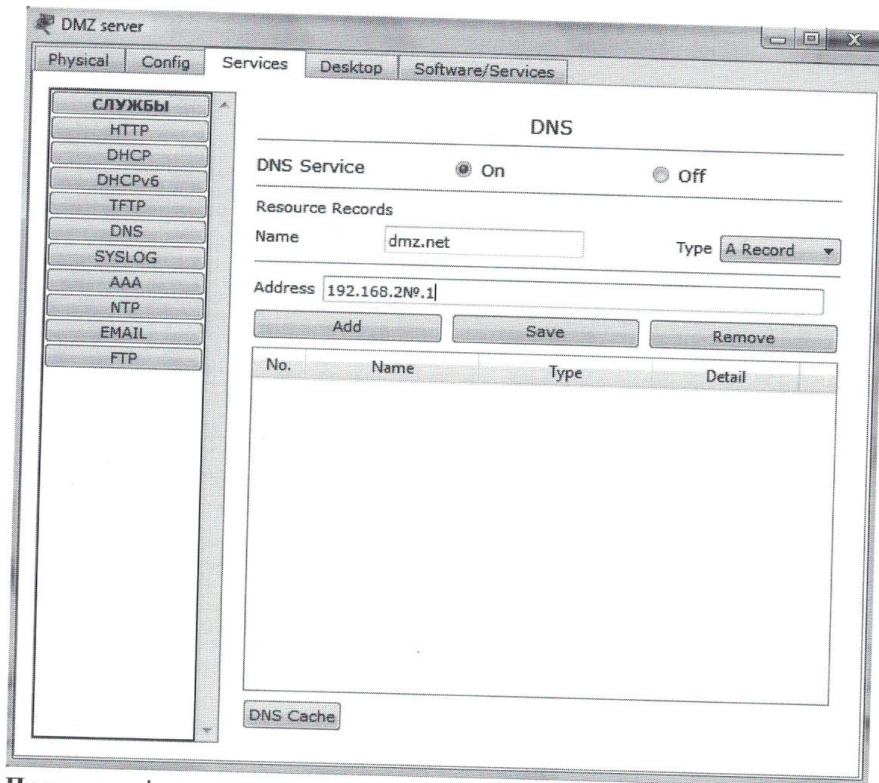 DMZ server
Physical Config Services Desktop Software/Services
СЛУЖБЫ
HTTP
DHCP
DHCPv6
TFTP
DNS
SYSLOG
AAA
NTP
EMAIL
FTP
DNS
DNS Service On Off
Resource Records
Name dmz.net Type A Record
Address 192.168.2№.1
Add Save Remove
No. Name Type Detail
DNS Cache